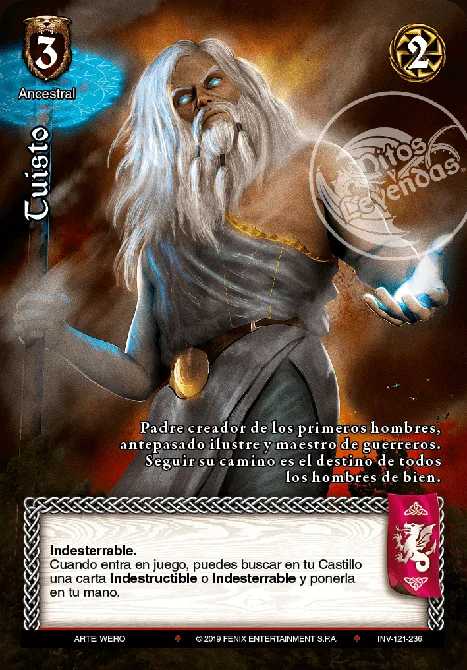 3
2
Ancestral
Tuisto
Mitos
y
Leyendas
Padre creador de los primeros hombres,
antepasado ilustre y maestro de guerreros.
Seguir su camino es el destino de todos
los hombres de bien.
Indesterrable.
Cuando entra en juego, puedes buscar en tu Castillo
una carta Indestructible o Indesterrable y ponerla
en tu mano.
ARTE WERO ♦ © 2019 FENIX ENTERTAINMENT S.P.A. ♦ INV-121-236